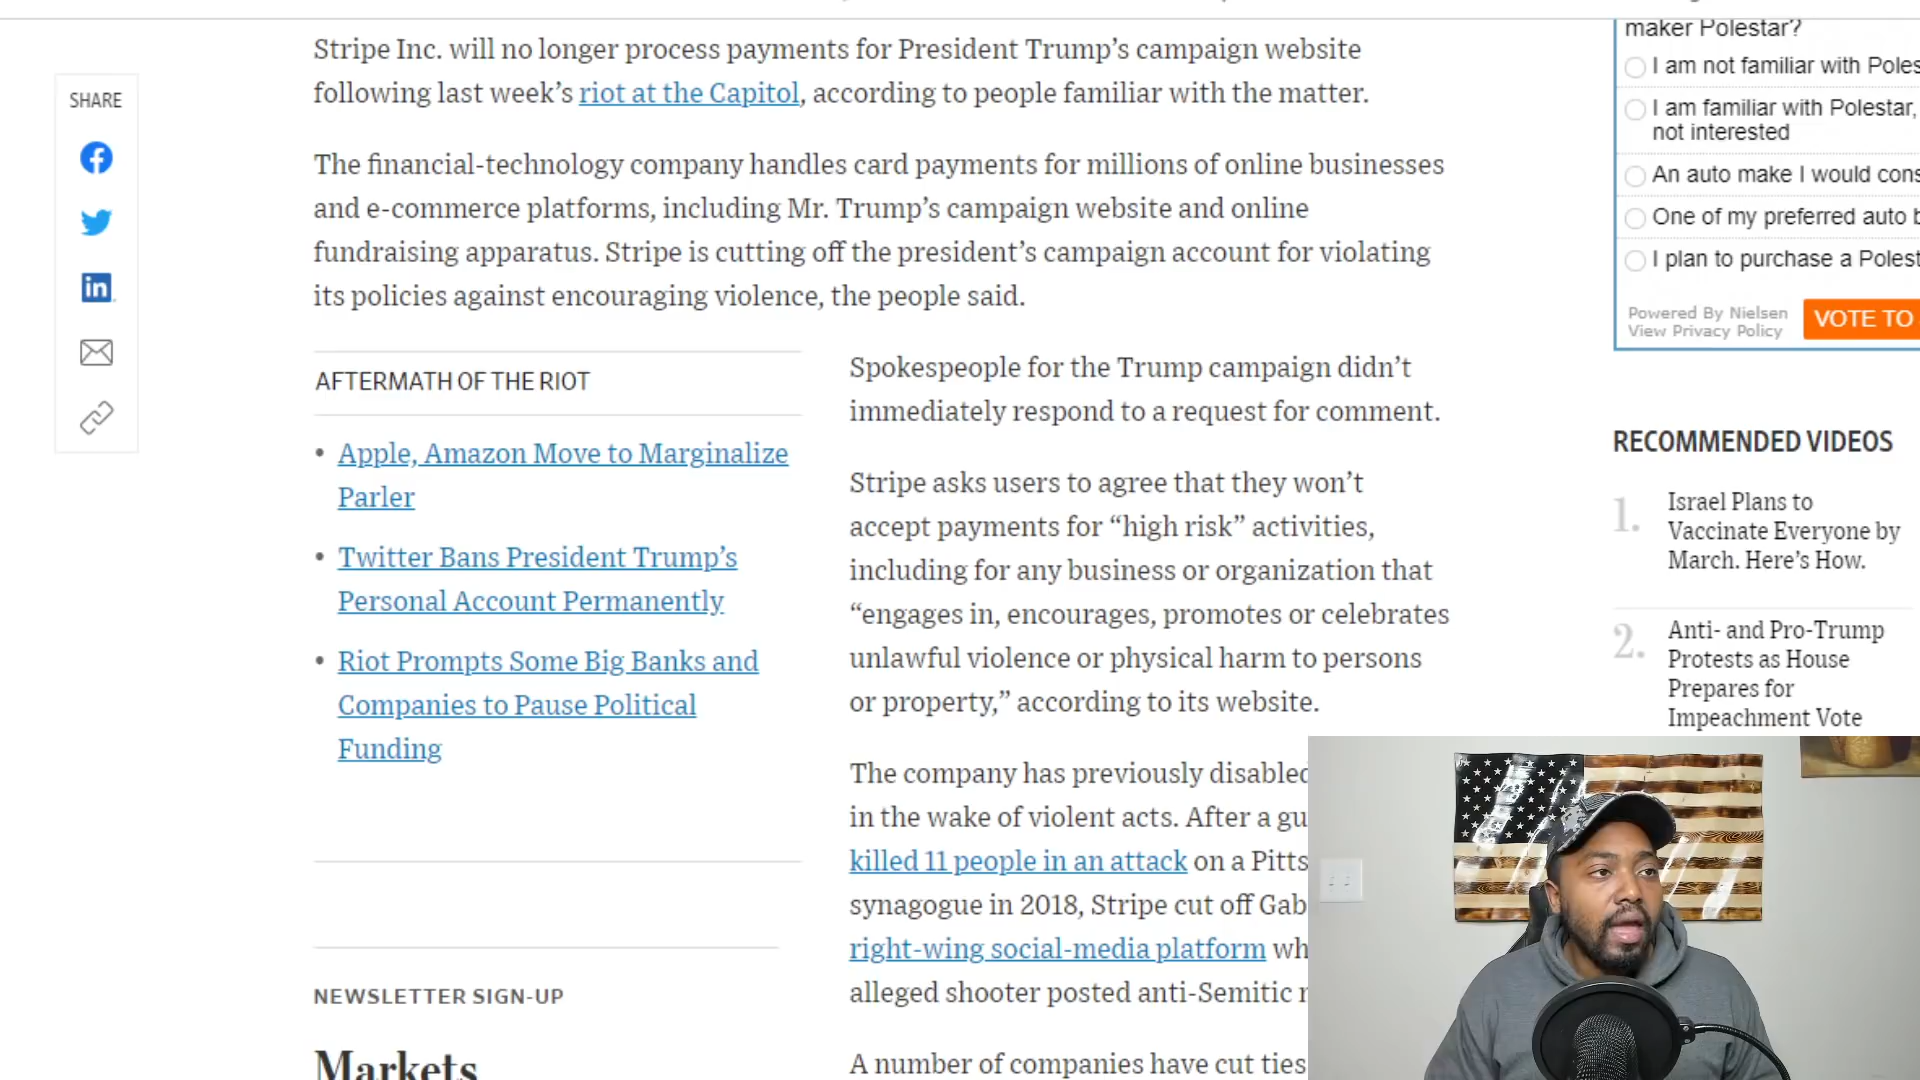 Stripe Inc. will no longer process payments for President Trump’s campaign website
following last week’s riot at the Capitol, according to people familiar with the matter.
The financial-technology company handles card payments for millions of online businesses
and e-commerce platforms, including Mr. Trump’s campaign website and online
fundraising apparatus. Stripe is cutting off the president’s campaign account for violating
its policies against encouraging violence, the people said.
SHARE
AFTERMATH OF THE RIOT
• Apple, Amazon Move to Marginalize
Parler
• Twitter Bans President Trump’s
Personal Account Permanently
• Riot Prompts Some Big Banks and
Companies to Pause Political
Funding
NEWSLETTER SIGN-UP
Markets
Spokespeople for the Trump campaign didn’t
immediately respond to a request for comment.
Stripe asks users to agree that they won’t
accept payments for “high risk” activities,
including for any business or organization that
“engages in, encourages, promotes or celebrates
unlawful violence or physical harm to persons
or property,” according to its website.
The company has previously disabled
in the wake of violent acts. After a gu
killed 11 people in an attack on a Pitts
synagogue in 2018, Stripe cut off Gab
right-wing social-media platform wh
alleged shooter posted anti-Semitic
A number of companies have cut ties
maker Polestar?
I am not familiar with Poles
I am familiar with Polestar,
not interested
An auto make I would cons
One of my preferred auto b
I plan to purchase a Polest
Powered By Nielsen
View Privacy Policy
VOTE TO
RECOMMENDED VIDEOS
1. Israel Plans to
Vaccinate Everyone by
March. Here’s How.
2. Anti- and Pro-Trump
Protests as House
Prepares for
Impeachment Vote